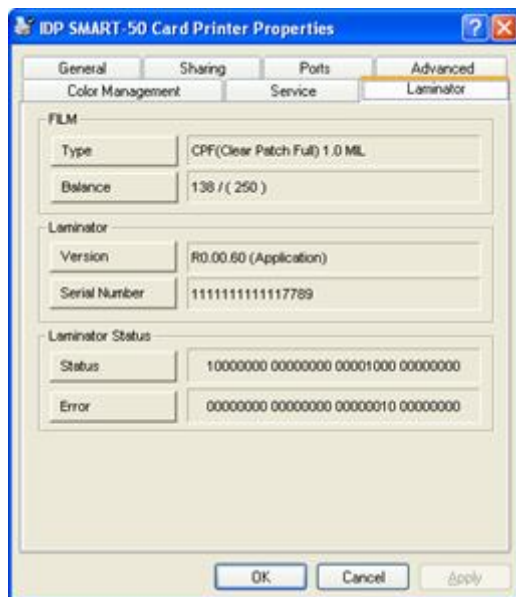 IDP SMART-50 Card Printer Properties
General Sharing Ports Advanced
Color Management Service Laminator
FILM
Type CPF(Clear Patch Full) 1.0 MIL
Balance 138 / ( 250 )
Laminator
Version R0.00.60 (Application)
Serial Number 1111111111117789
Laminator Status
Status 10000000 00000000 00001000 00000000
Error 00000000 00000000 00000010 00000000
OK Cancel Apply